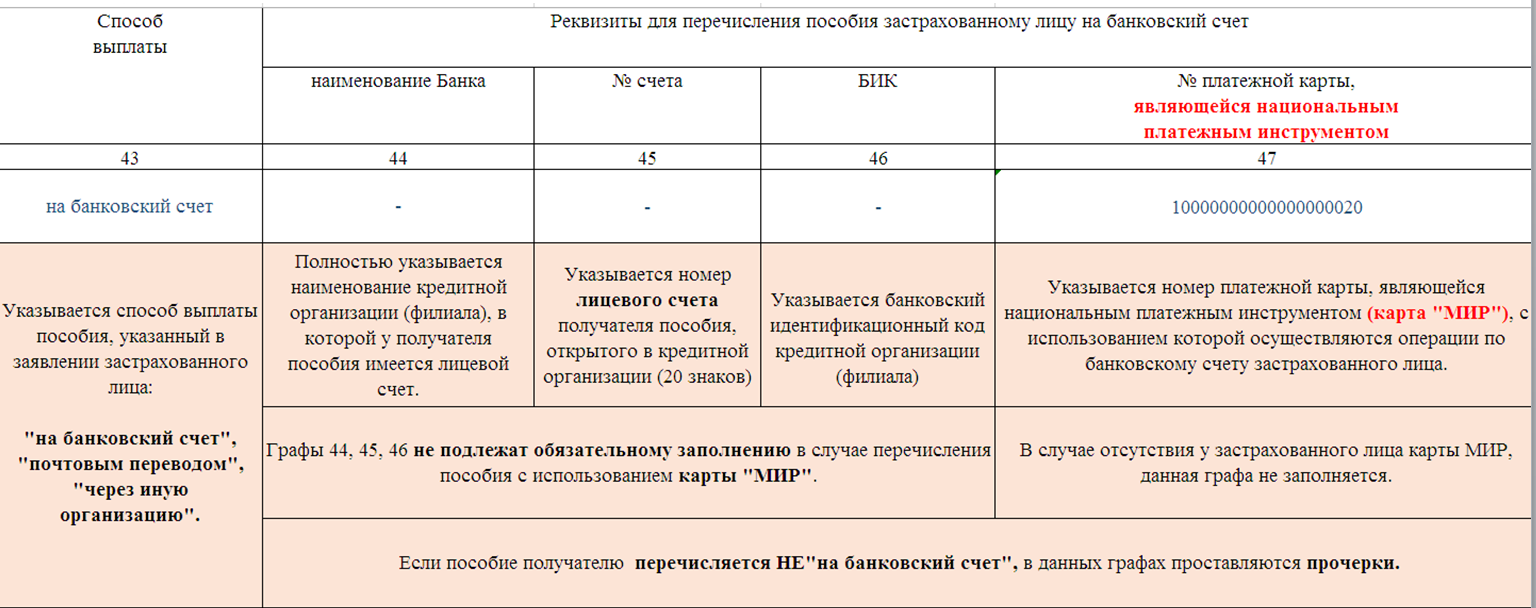 Способ
выплаты
Реквизиты для перечисления пособия застрахованному лицу на банковский счет
наименование Банка
№ счета
БИК
№ платежной карты,
являющейся национальным
платежным инструментом
43
44
45
46
47
на банковский счет
-
-
-
10000000000000000020
Указывается способ выплаты
пособия, указанный в
заявлении застрахованного
лица:
"на банковский счет",
"почтовым переводом",
"через иную
организацию".
Полностью указывается
наименование кредитной
организации (филиала), в
которой у получателя
пособия имеется лицевой
счет.
Указывается номер
лицевого счета
получателя пособия,
открытого в кредитной
организации (20 знаков)
Указывается банковский
идентификационный код
кредитной организации
(филиала)
Указывается номер платежной карты, являющейся
национальным платежным инструментом (карта "МИР"), с
использованием которой осуществляются операции по
банковскому счету застрахованного лица.
Графы 44, 45, 46 не подлежат обязательному заполнению в случае перечисления
пособия с использованием карты "МИР".
В случае отсутствия у застрахованного лица карты МИР,
данная графа не заполняется.
Если пособие получателю  перечисляется НЕ"на банковский счет", в данных графах проставляются прочерки.